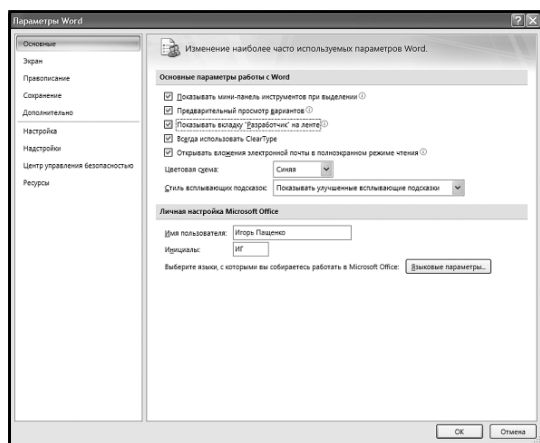 Параметры Word
Основные
Экран
Правописание
Сохранение
Дополнительно
Настройка
Надстройки
Центр управления безопасностью
Ресурсы
Изменение наиболее часто используемых параметров Word.
Основные параметры работы с Word
Показывать мини-панель инструментов при выделении
Предварительный просмотр вариантов
Показывать вкладку "Разработчик" на ленте
Всегда использовать ClearType
Открывать вложения электронной почты в полноэкранном режиме чтения
Цветовая схема: Синяя
Стиль всплывающих подсказок: Показывать улучшенные всплывающие подсказки
Личная настройка Microsoft Office
Имя пользователя: Игорь Пащенко
Инициалы: ИГ
Выберите языки, с которыми вы собираетесь работать в Microsoft Office: Языковые параметры...
ОК Отмена